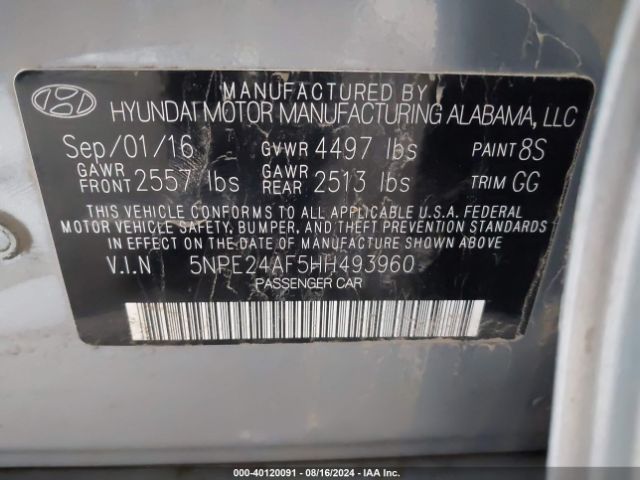 MANUFACTURED BY
HYUNDAI MOTOR MANUFACTURING ALABAMA, LLC
Sep/01/16 GVWR 4497 lbs PAINT 8S
GAWR FRONT 2557 lbs GAWR REAR 2513 lbs TRIM GG
THIS VEHICLE CONFORMS TO ALL APPLICABLE U.S.A. FEDERAL
MOTOR VEHICLE SAFETY, BUMPER, AND THEFT PREVENTION STANDARDS
IN EFFECT ON THE DATE OF MANUFACTURE SHOWN ABOVE.
V.I.N 5NPE24AF5HH493960
PASSENGER CAR
000-40120091 - 08/16/2024 - IAA Inc.